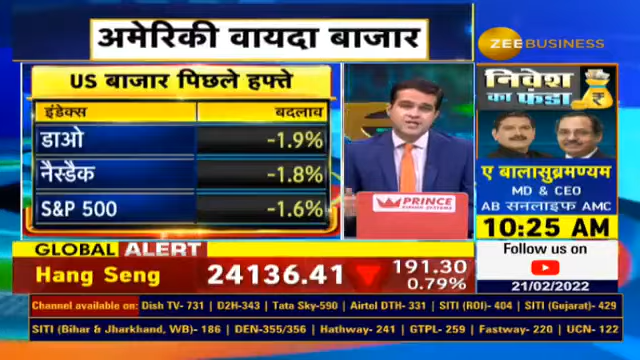 अमेरिकी वायदा बाजार
ZEE BUSINESS
US बाजार पिछले हफ्ते
इंडेक्स बदलाव
डाओ -1.9%
नैस्डैक -1.8%
S&P 500 -1.6%
PRINCE
PIPING SYSTEMS
निवेश
का फंडा
ए बालासुब्रमण्यम
MD & CEO
AB सनलाइफ AMC
10:25 AM
GLOBAL ALERT
Hang Seng 24136.41 191.30
0.79%
Follow us on
21/02/2022
Channel available on: Dish TV- 731 | D2H-343 | Tata Sky-590 | Airtel DTH- 331 | SITI (ROI)- 404 | SITI (Gujarat)- 429
SITI (Bihar & Jharkhand, WB)- 186 | DEN-355/356 | Hathway- 241 | GTPL- 259 | Fastway- 220 | UCN- 122